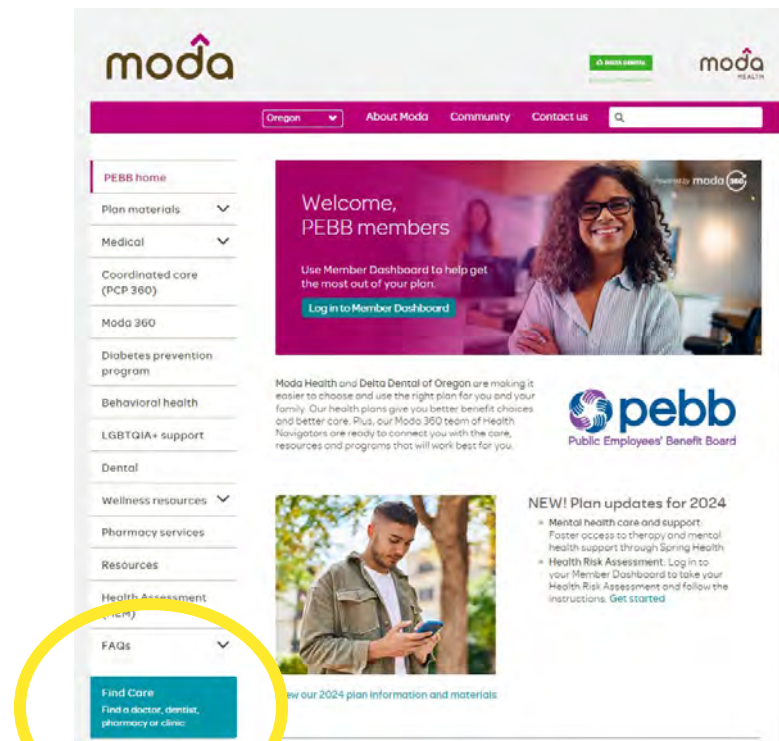 moda
DELTA DENTAL
moda
HEALTH
Oregon
About Moda
Community
Contact us
PEBB home
Plan materials
Medical
Coordinated care
(PCP 360)
Moda 360
Diabetes prevention
program
Behavioral health
LGBTQIA+ support
Dental
Wellness resources
Pharmacy services
Resources
Health Assessment
FAQs
Find Care
Find a doctor, dentist,
pharmacy or clinic
Powered by moda 360
Welcome,
PEBB members
Use Member Dashboard to help get
the most out of your plan.
Log in to Member Dashboard
Moda Health and Delta Dental of Oregon are making it
easier to choose and use the right plan for you and your
family. Our health plans give you better benefit choices
and better care. Plus, our Moda 360 team of Health
Navigators are ready to connect you with the care,
resources and programs that will work best for you.
pebb
Public Employees' Benefit Board
NEW! Plan updates for 2024
Mental health care and support:
Foster access to therapy and mental
health support through Spring Health
Health Risk Assessment: Log in to
your Member Dashboard to take your
Health Risk Assessment and follow the
instructions. Get started
our 2024 plan information and materials